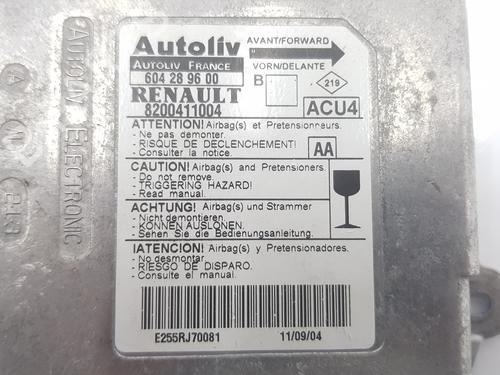 Autoliv
AUTOLIV FRANCE
604 28 96 00
RENAULT
8200411004
AVANT/FORWARD
VORN/DELANTE
B
219
ACU4
ATTENTION! Airbag(s) et Pretensionneurs.
- Ne pas demonter.
- RISQUE DE DECLENCHEMENT!
- Consulter la notice.
AA
CAUTION! Airbag(s) and Pretensioners.
- Do not remove.
- TRIGGERING HAZARD!
- Read manual.
ACHTUNG! Airbag(s) und Strammer
- Nicht demontieren.
- KONNEN AUSLONEN.
- Sehen Sie die Bedienungsanleitung.
¡ATENCION! Airbag(s) y Pretensionadores.
- No desmontar
- RIESGO DE DISPARO.
- Consulte el manual.
E255RJ70081
11/09/04
AUTOLIV ELECTRONIC
A